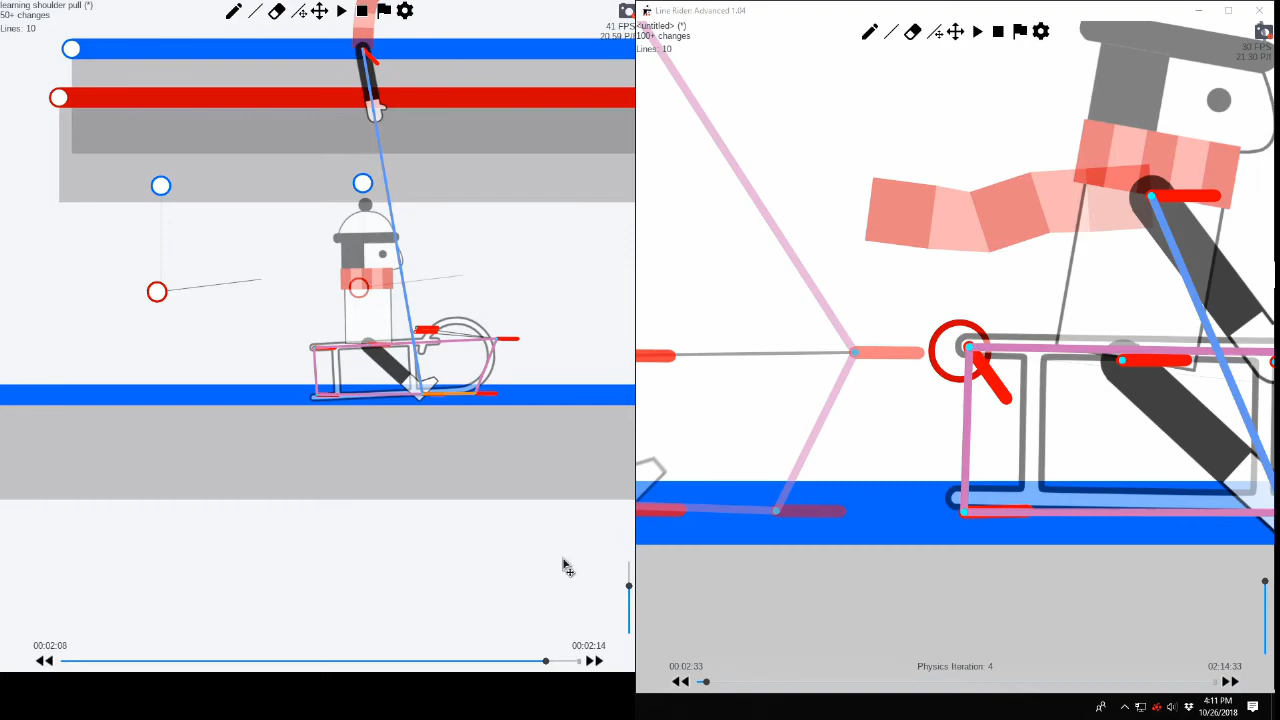 learning shoulder pull (*)
50+ changes
Lines: 10
41 FPS
20.59 P/f
00:02:08
00:02:14
Line Rider: Advanced 1.04
<untitled> (*)
100+ changes
Lines: 10
30 FPS
21.30 P/f
00:02:33
Physics Iteration: 4
02:14:33
4:11 PM
10/26/2018